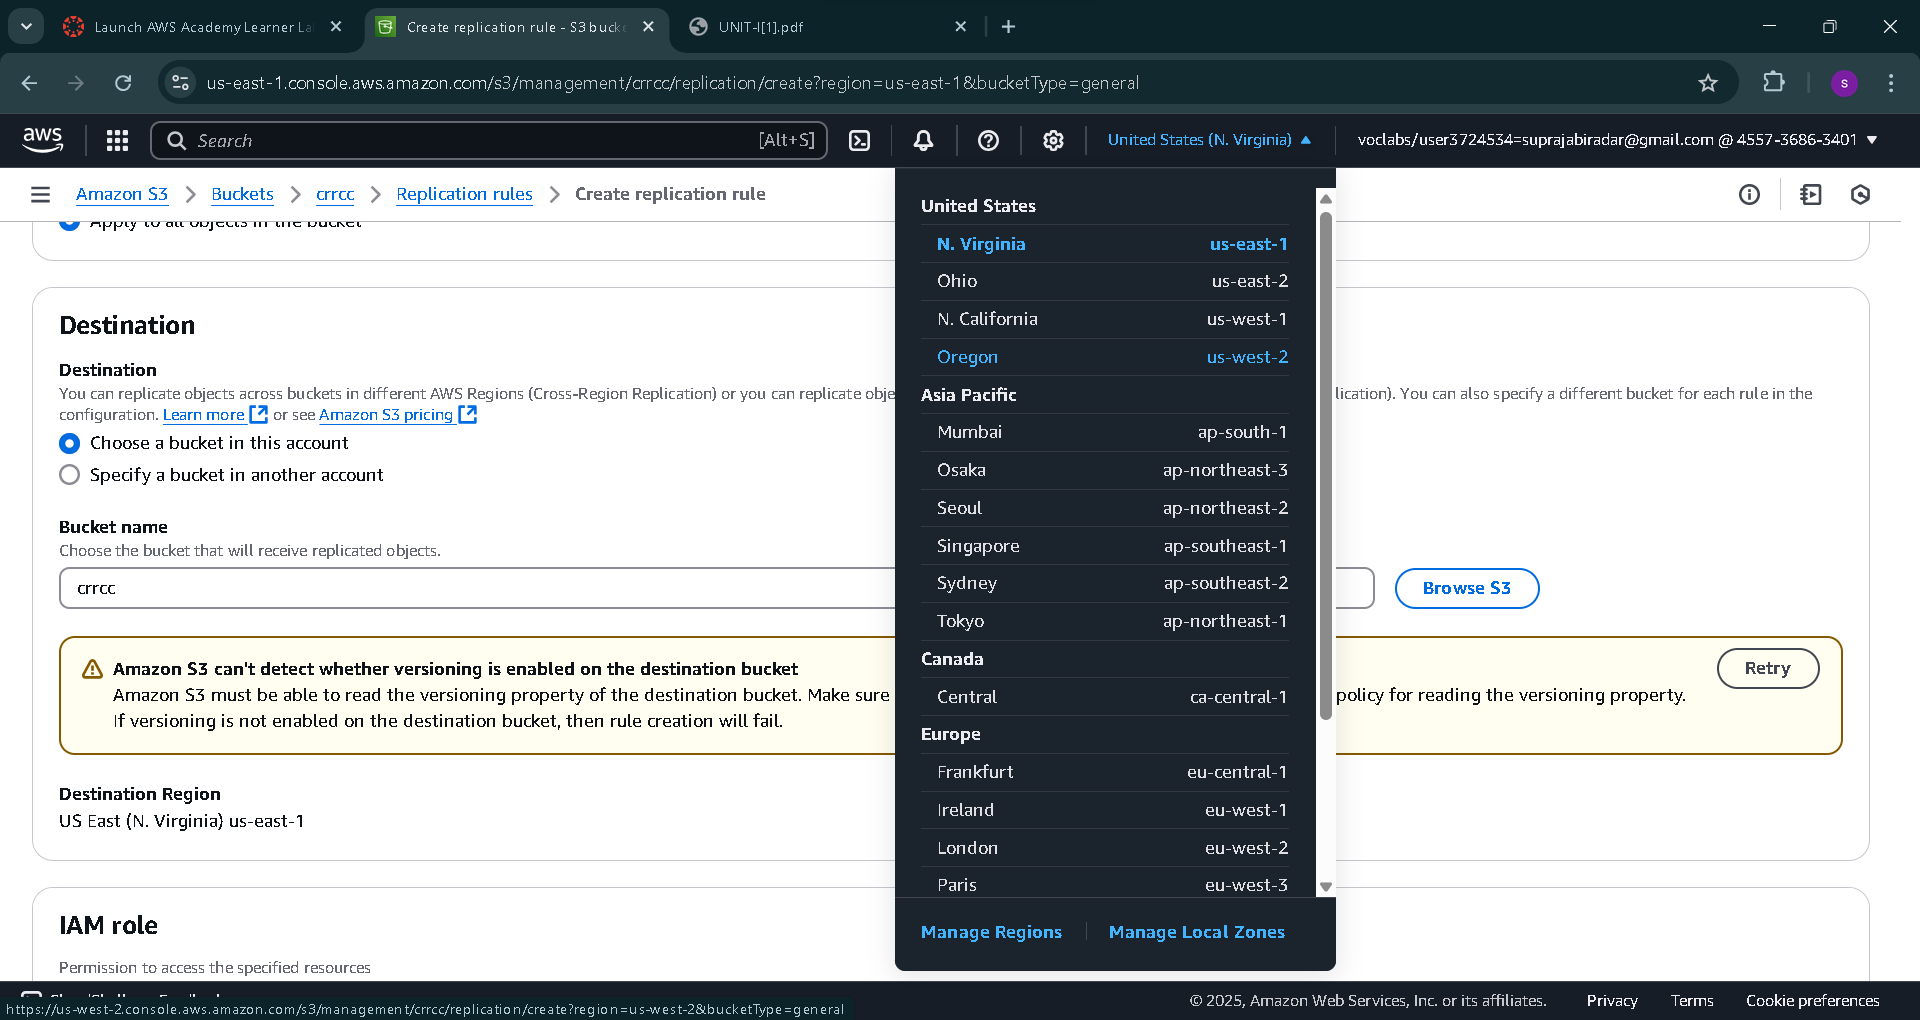 Launch AWS Academy Learner La
Create replication rule - S3 bucke
UNIT-I[1].pdf
us-east-1.console.aws.amazon.com/s3/management/crrcc/replication/create?region=us-east-1&bucketType=general
s
aws
Search
[Alt+S]
United States (N. Virginia)
voclabs/user3724534=suprajabiradar@gmail.com @ 4557-3686-3401
Amazon S3
Buckets
crrcc
Replication rules
Create replication rule
Apply to all objects in the bucket
Destination
Destination
You can replicate objects across buckets in different AWS Regions (Cross-Region Replication) or you can replicate obje
lication). You can also specify a different bucket for each rule in the
configuration. Learn more or see Amazon S3 pricing
Choose a bucket in this account
Specify a bucket in another account
Bucket name
Choose the bucket that will receive replicated objects.
crrcc
Browse S3
Amazon S3 can't detect whether versioning is enabled on the destination bucket
Amazon S3 must be able to read the versioning property of the destination bucket. Make sure
policy for reading the versioning property.
If versioning is not enabled on the destination bucket, then rule creation will fail.
Retry
Destination Region
US East (N. Virginia) us-east-1
IAM role
Permission to access the specified resources
United States
N. Virginia us-east-1
Ohio us-east-2
N. California us-west-1
Oregon us-west-2
Asia Pacific
Mumbai ap-south-1
Osaka ap-northeast-3
Seoul ap-northeast-2
Singapore ap-southeast-1
Sydney ap-southeast-2
Tokyo ap-northeast-1
Canada
Central ca-central-1
Europe
Frankfurt eu-central-1
Ireland eu-west-1
London eu-west-2
Paris eu-west-3
Manage Regions
Manage Local Zones
https://us-west-2.console.aws.amazon.com/s3/management/crrcc/replication/create?region=us-west-2&bucketType=general
© 2025, Amazon Web Services, Inc. or its affiliates.
Privacy
Terms
Cookie preferences